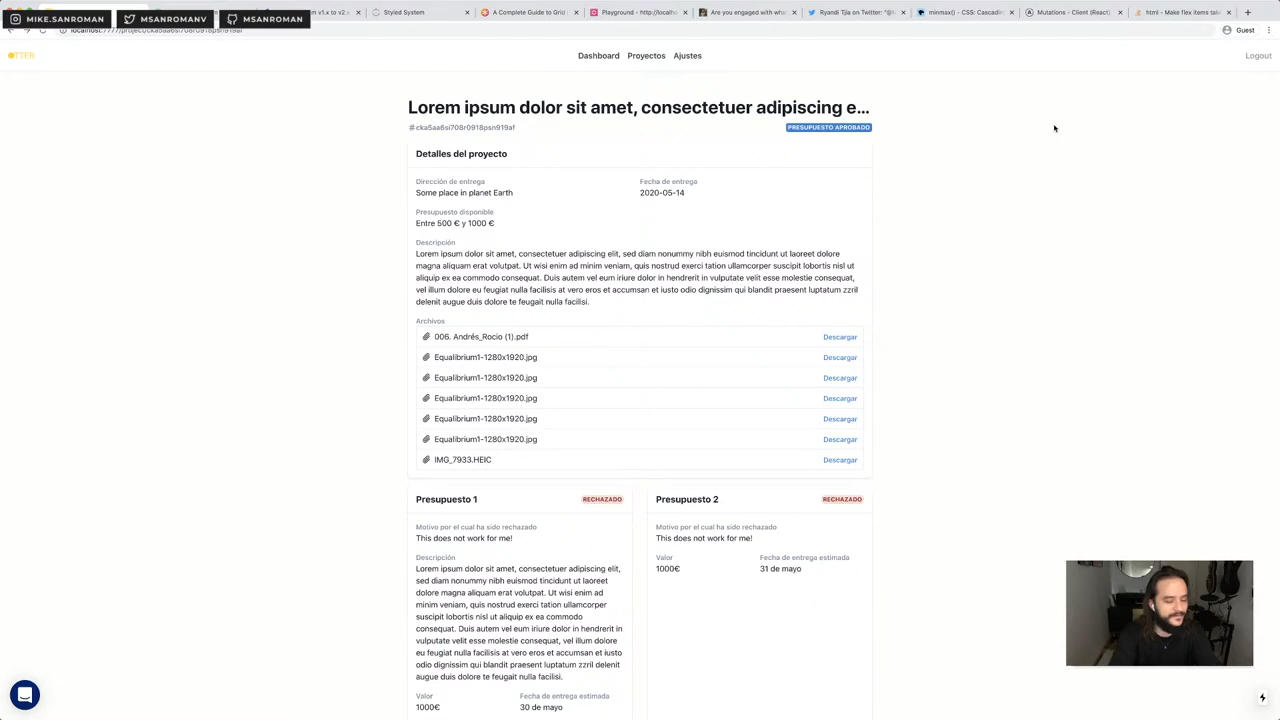 MIKE.SANROMAN
MSANROMANV
MSANROMAN
m v1.x to v2.
Styled System
A Complete Guide to Grid
Playground - http://localho
Are you engaged with wha
Ryandi Tjia on Twitter: "@
minmax() - CSS: Cascading
Mutations - Client (React)
html - Make flex items take
Guest
TTER
Dashboard
Proyectos
Ajustes
Logout
Lorem ipsum dolor sit amet, consectetuer adipiscing e...
#cka5aa6si708r0918psn919af
PRESUPUESTO APROBADO
Detalles del proyecto
Dirección de entrega
Fecha de entrega
Some place in planet Earth
2020-05-14
Presupuesto disponible
Entre 500 € y 1000 €
Descripción
Lorem ipsum dolor sit amet, consectetuer adipiscing elit, sed diam nonummy nibh euismod tincidunt ut laoreet dolore
magna aliquam erat volutpat. Ut wisi enim ad minim veniam, quis nostrud exerci tation ullamcorper suscipit lobortis nisl ut
aliquip ex ea commodo consequat. Duis autem vel eum iriure dolor in hendrerit in vulputate velit esse molestie consequat,
vel illum dolore eu feugiat nulla facilisis at vero eros et accumsan et iusto odio dignissim qui blandit praesent luptatum zzril
delenit augue duis dolore te feugait nulla facilisi.
Archivos
006. Andrés_Rocio (1).pdf
Descargar
Equalibrium1-1280x1920.jpg
Descargar
Equalibrium1-1280x1920.jpg
Descargar
Equalibrium1-1280x1920.jpg
Descargar
Equalibrium1-1280x1920.jpg
Descargar
Equalibrium1-1280x1920.jpg
Descargar
IMG_7933.HEIC
Descargar
Presupuesto 1
RECHAZADO
Motivo por el cual ha sido rechazado
This does not work for me!
Descripción
Lorem ipsum dolor sit amet, consectetuer adipiscing elit,
sed diam nonummy nibh euismod tincidunt ut laoreet
dolore magna aliquam erat volutpat. Ut wisi enim ad
minim veniam, quis nostrud exerci tation ullamcorper
suscipit lobortis nisl ut aliquip ex ea commodo
consequat. Duis autem vel eum iriure dolor in hendrerit in
vulputate velit esse molestie consequat, vel illum dolore
eu feugiat nulla facilisis at vero eros et accumsan et iusto
odio dignissim qui blandit praesent luptatum zzril delenit
augue duis dolore te feugait nulla facilisi.
Valor
Fecha de entrega estimada
1000€
30 de mayo
Presupuesto 2
RECHAZADO
Motivo por el cual ha sido rechazado
This does not work for me!
Valor
Fecha de entrega estimada
1000€
31 de mayo